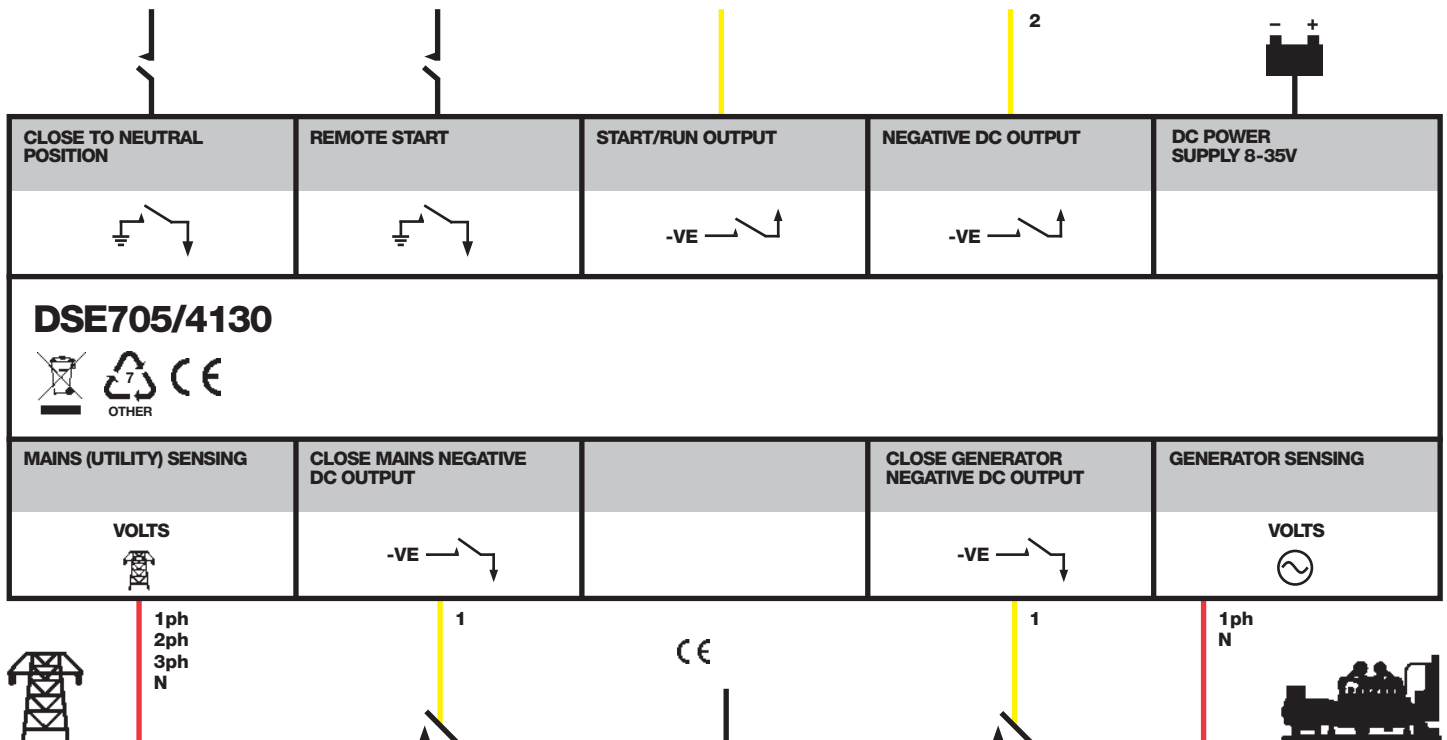 2
- +
CLOSE TO NEUTRAL
POSITION
REMOTE START
START/RUN OUTPUT
NEGATIVE DC OUTPUT
DC POWER
SUPPLY 8-35V
-VE
-VE
DSE705/4130
7
OTHER
CE
MAINS (UTILITY) SENSING
CLOSE MAINS NEGATIVE
DC OUTPUT
CLOSE GENERATOR
NEGATIVE DC OUTPUT
GENERATOR SENSING
VOLTS
-VE
-VE
VOLTS
1ph
2ph
3ph
N
1
CE
1
1ph
N